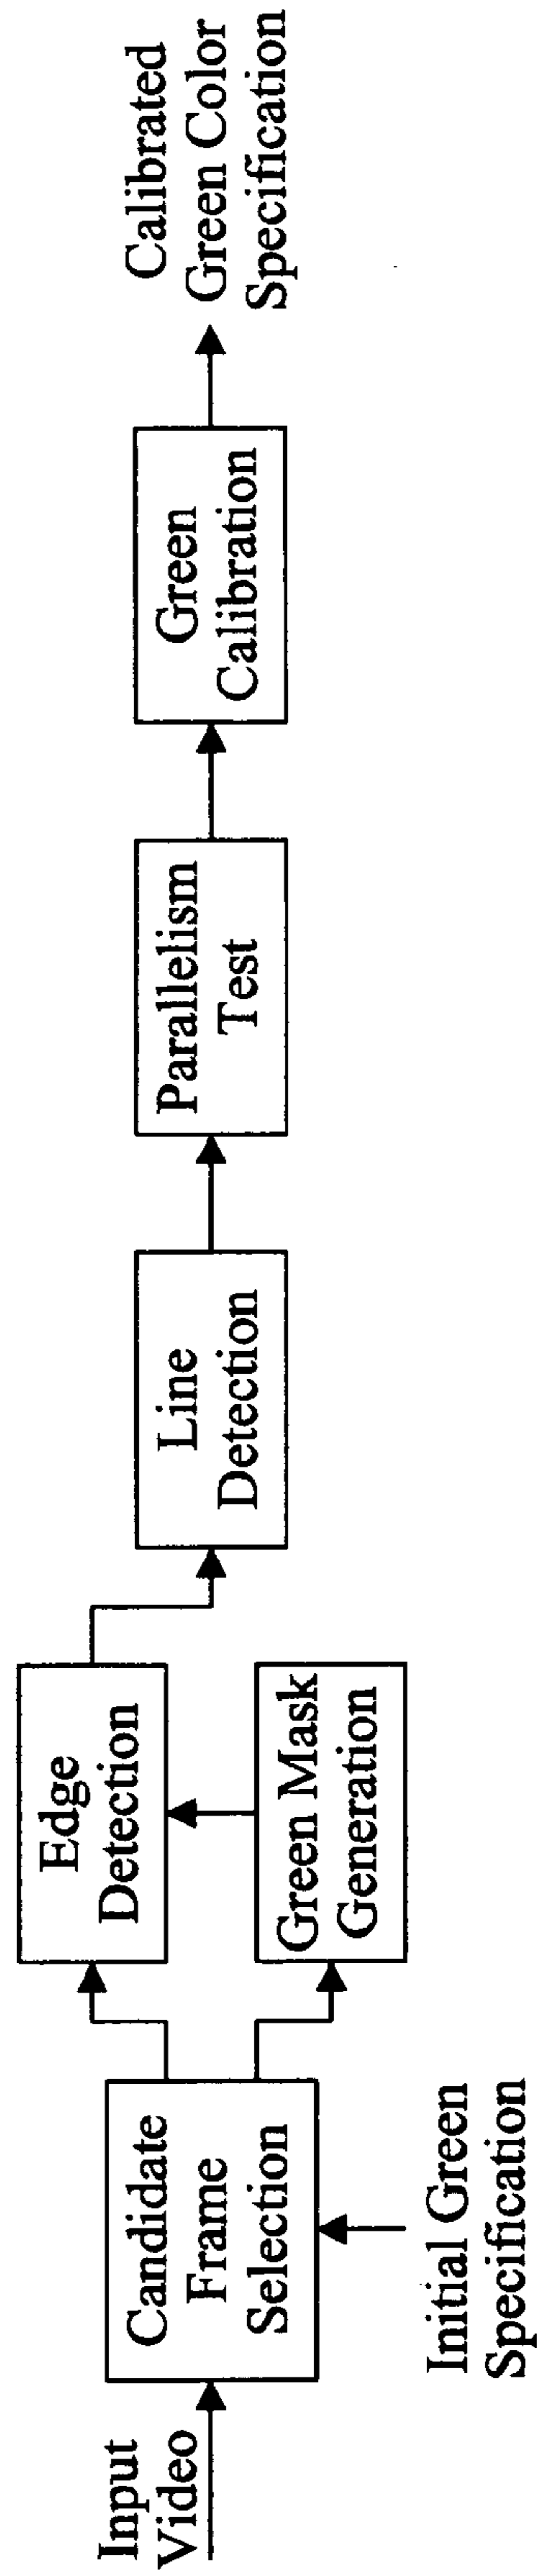 Input
Video
Candidate
Frame
Selection
Initial Green
Specification
Edge
Detection
Green Mask
Generation
Line
Detection
Parallelism
Test
Green
Calibration
Calibrated
Green Color
Specification